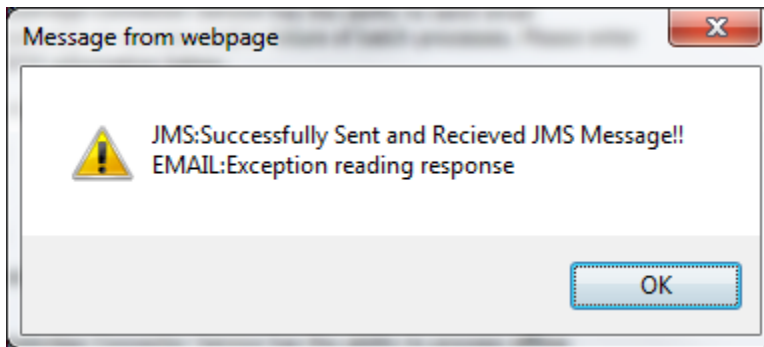 Message from webpage
JMS:Successfully Sent and Recieved JMS Message!!
EMAIL:Exception reading response
OK